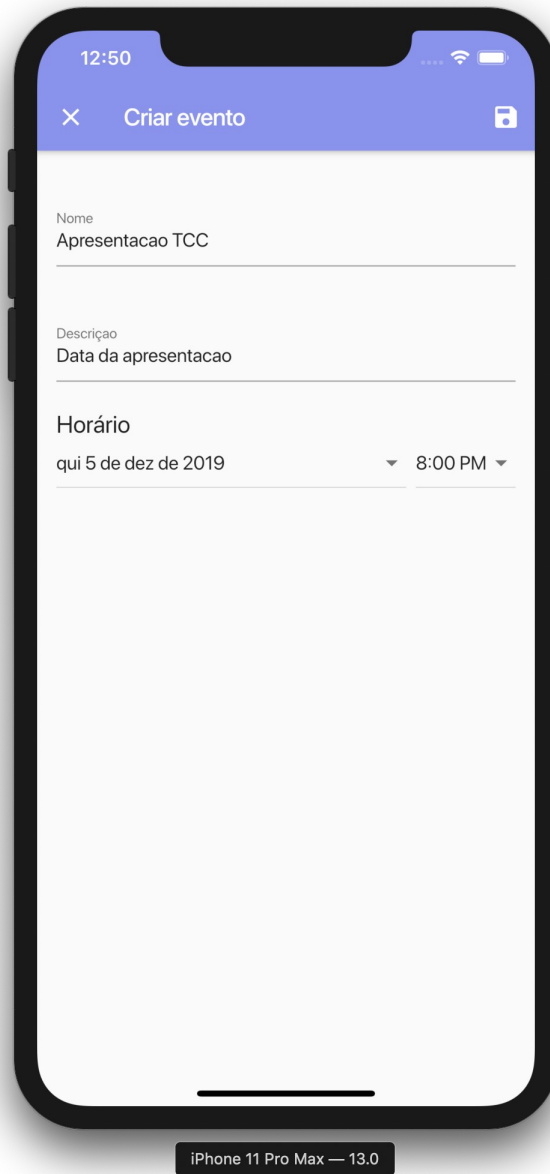 12:50
Criar evento
Nome
Apresentacao TCC
Descriçao
Data da apresentacao
Horário
qui 5 de dez de 2019 8:00 PM
iPhone 11 Pro Max — 13.0